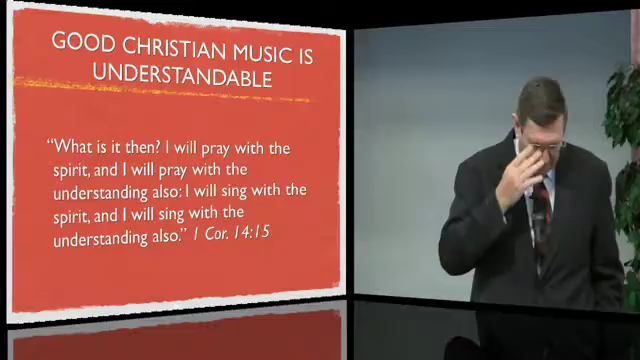 GOOD CHRISTIAN MUSIC IS
UNDERSTANDABLE
“What is it then? I will pray with the
spirit, and I will pray with the
understanding also: I will sing with the
spirit, and I will sing with the
understanding also.” 1 Cor. 14:15